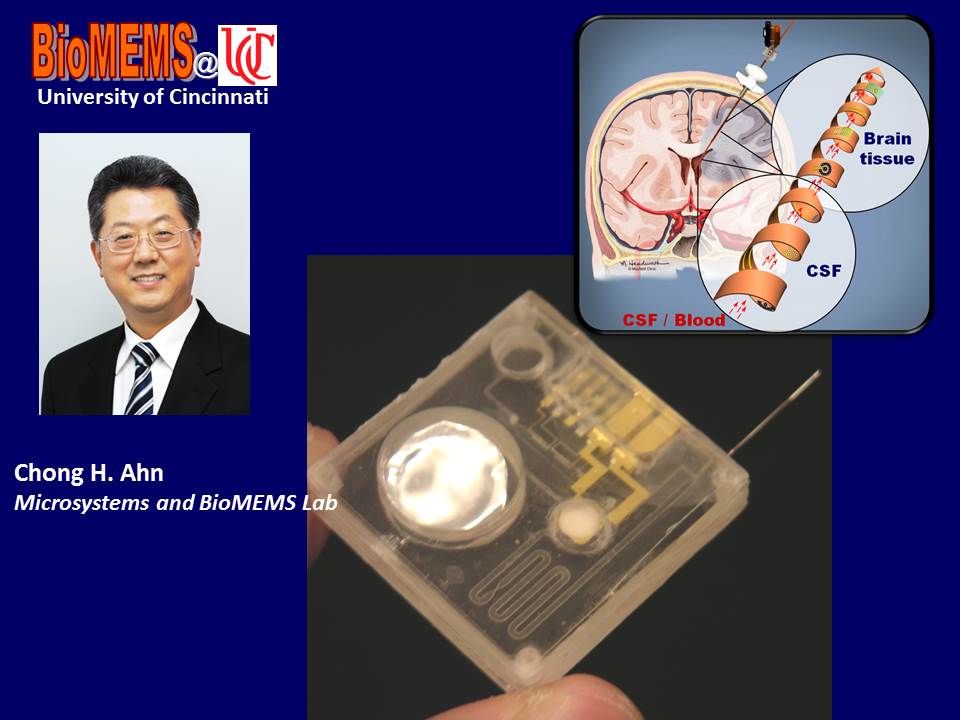 BioMEMS@UC
University of Cincinnati
Brain
tissue
CSF
CSF / Blood
Chong H. Ahn
Microsystems and BioMEMS Lab